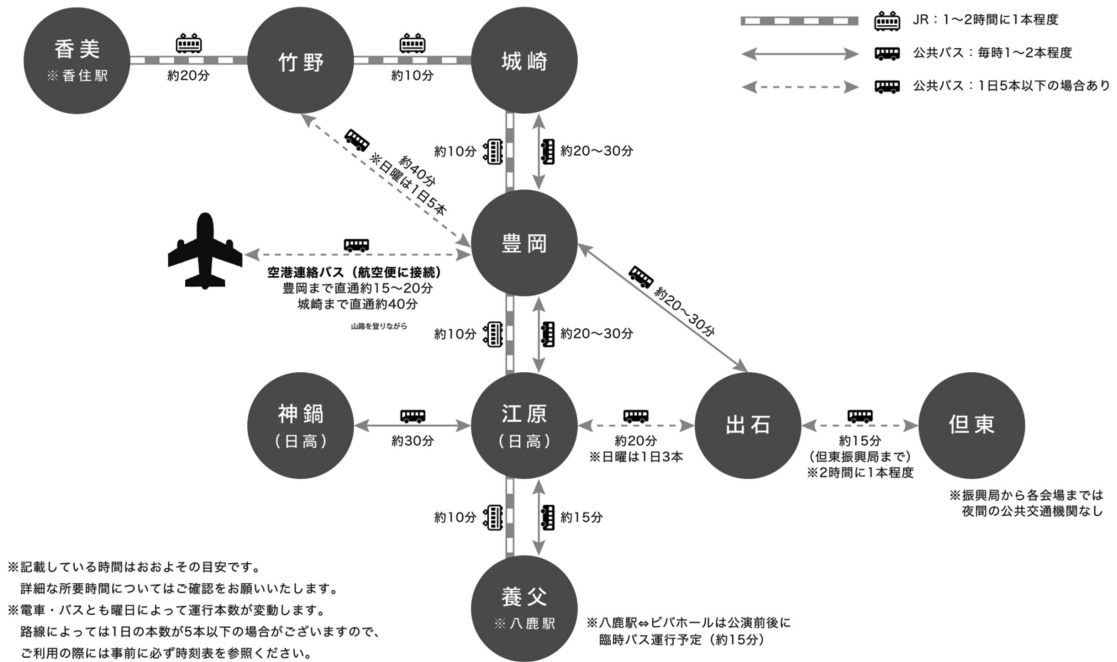 JR：1〜2時間に1本程度
公共バス：毎時1〜2本程度
公共バス：1日5本以下の場合あり
香美
※香住駅
約20分
竹野
約10分
城崎
約10分
約20〜30分
約40分
※日曜は1日5本
豊岡
空港連絡バス（航空便に接続）
豊岡まで直通約15〜20分
城崎まで直通約40分
山路を登りながら
約10分
約20〜30分
約20〜30分
神鍋
（日高）
約30分
江原
（日高）
約20分
※日曜は1日3本
出石
約15分
（但東振興局まで）
※2時間に1本程度
但東
※振興局から各会場までは
夜間の公共交通機関なし
約10分
約15分
養父
※八鹿駅
※八鹿駅⇔ビバホールは公演前後に
臨時バス運行予定（約15分）
※記載している時間はおおよその目安です。
詳細な所要時間についてはご確認をお願いいたします。
※電車・バスとも曜日によって運行本数が変動します。
路線によっては1日の本数が5本以下の場合がございますので、
ご利用の際には事前に必ず時刻表を参照ください。